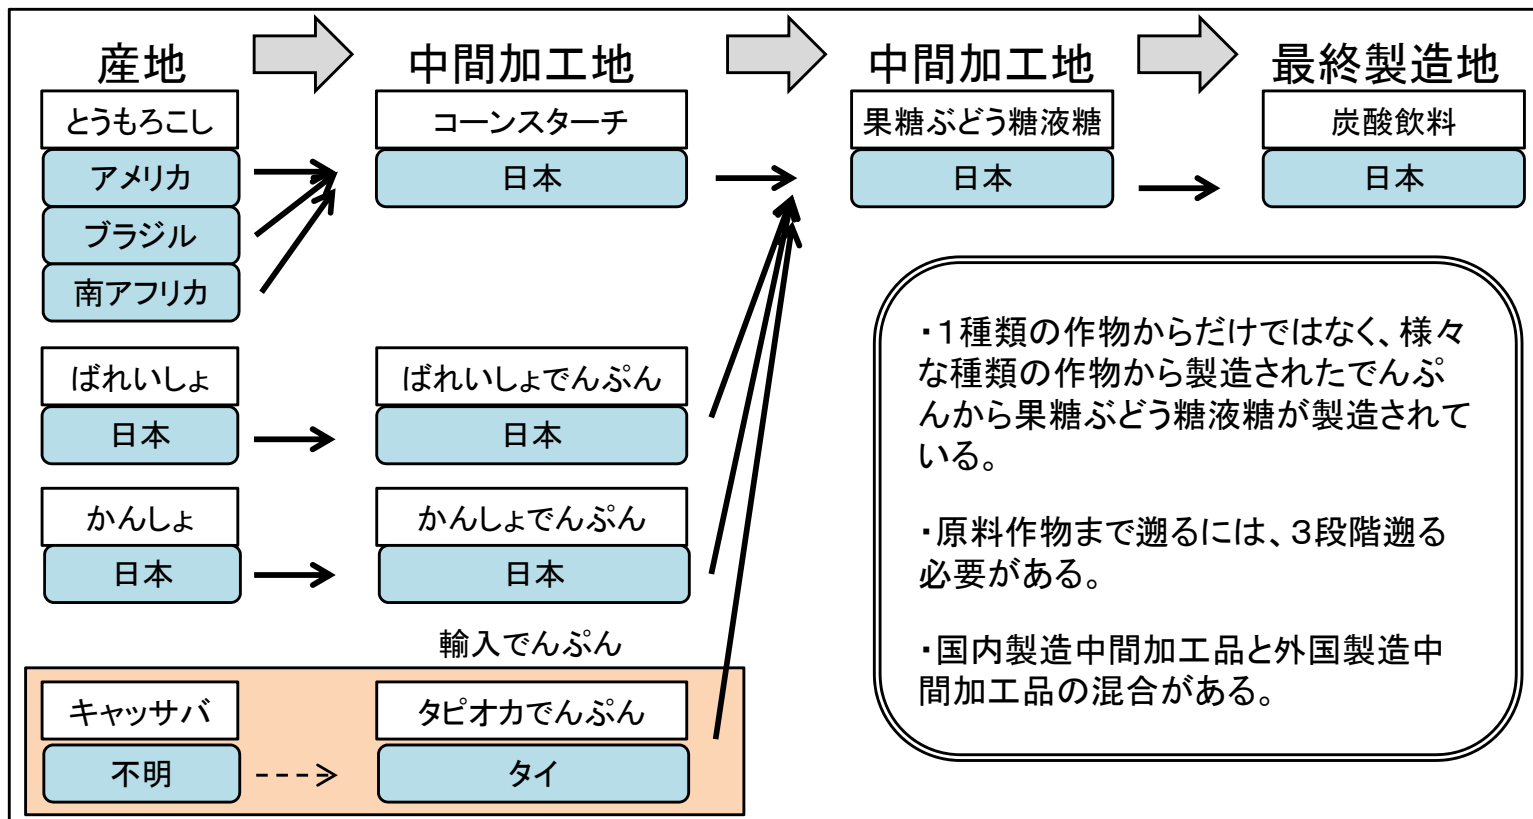 産地
中間加工地
中間加工地
最終製造地
とうもろこし
コーンスターチ
果糖ぶどう糖液糖
炭酸飲料
アメリカ
日本
日本
日本
ブラジル
南アフリカ
ばれいしょ
ばれいしょでんぷん
日本
日本
かんしょ
かんしょでんぷん
日本
日本
輸入でんぷん
キャッサバ
タピオカでんぷん
不明
タイ
・1種類の作物からだけではなく、様々
な種類の作物から製造されたでんぷ
んから果糖ぶどう糖液糖が製造されて
いる。
・原料作物まで遡るには、3段階遡る
必要がある。
・国内製造中間加工品と外国製造中
間加工品の混合がある。